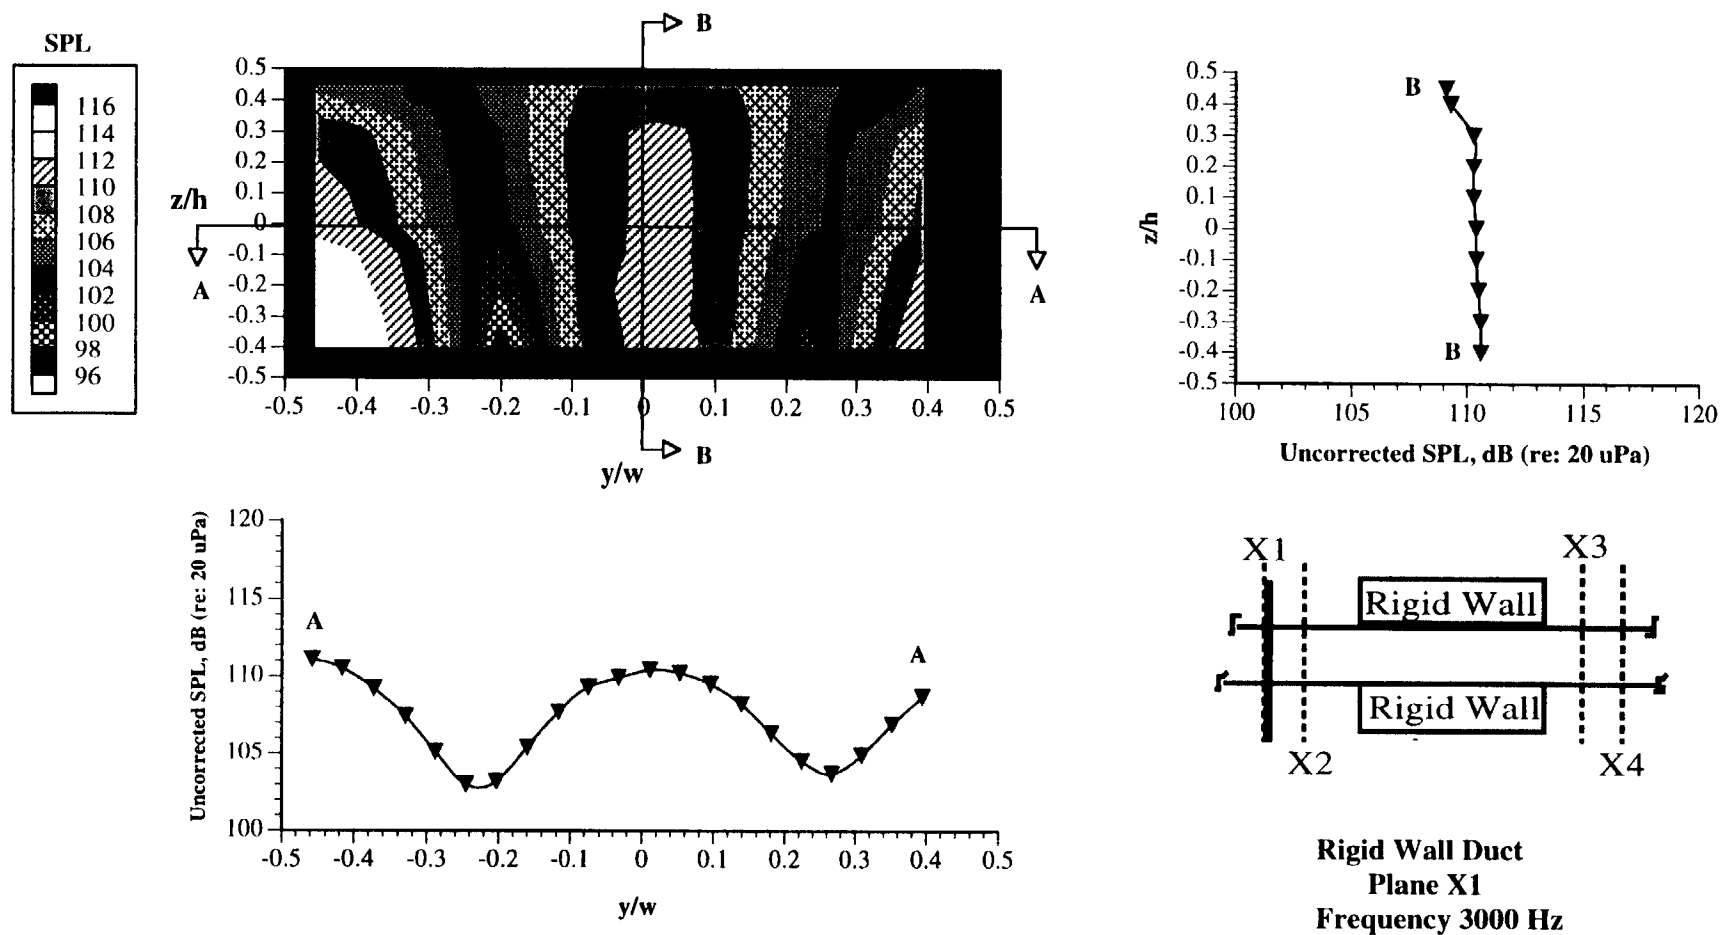 SPL
116
114
112
110
108
106
104
102
100
98
96
B
0.5
0.4
0.3
0.2
0.1
0
-0.1
-0.2
-0.3
-0.4
-0.5
z/h
A
A
-0.5 -0.4 -0.3 -0.2 -0.1 0 0.1 0.2 0.3 0.4 0.5
B
y/w
0.5
0.4
0.3
0.2
0.1
0
-0.1
-0.2
-0.3
-0.4
-0.5
z/h
B
B
100 105 110 115 120
Uncorrected SPL, dB (re: 20 uPa)
Uncorrected SPL, dB (re: 20 uPa)
120
115
110
105
100
A
A
-0.5 -0.4 -0.3 -0.2 -0.1 0 0.1 0.2 0.3 0.4 0.5
y/w
X1 X3
Rigid Wall
Rigid Wall
X2 X4
Rigid Wall Duct
Plane X1
Frequency 3000 Hz